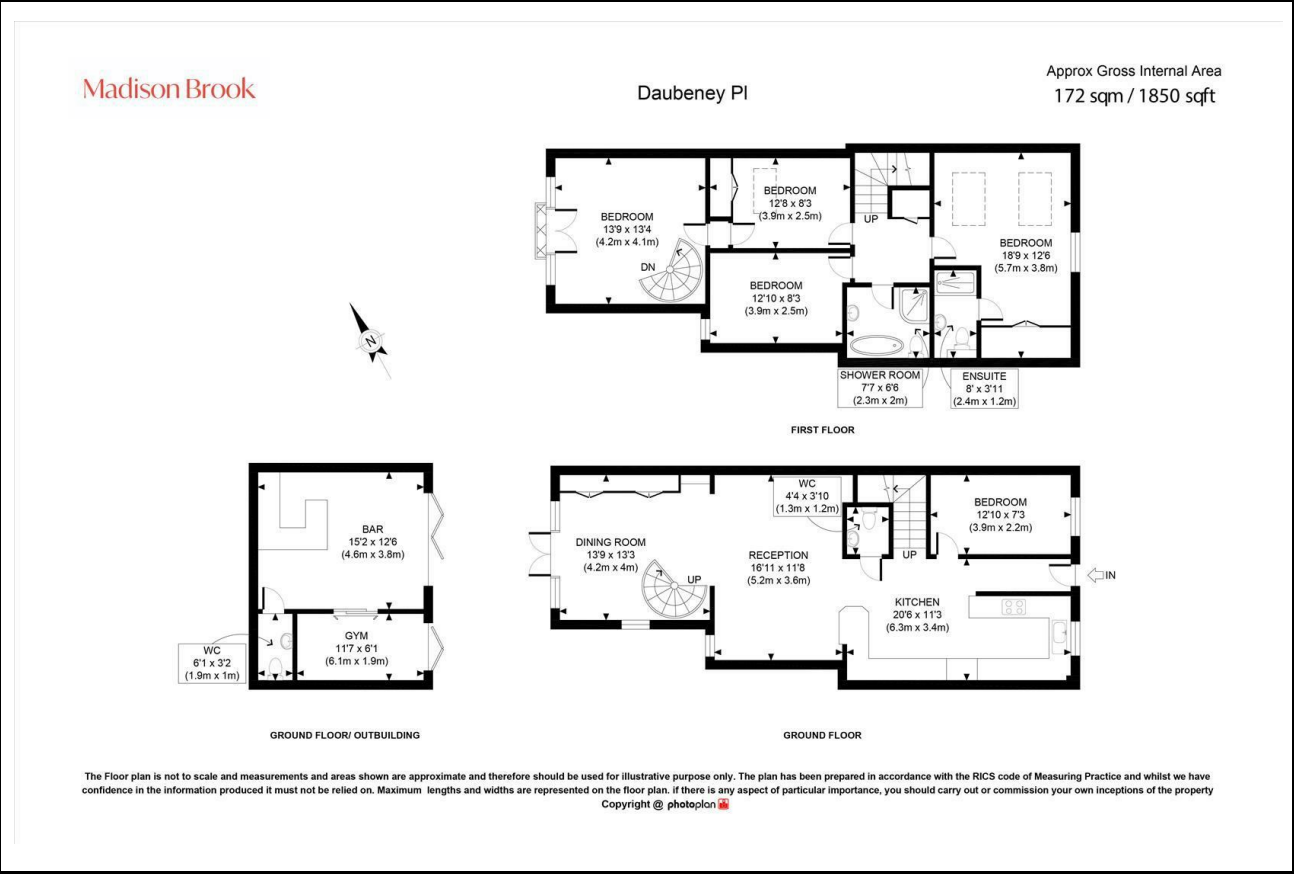 Madison Brook
Daubeney Pl
Approx Gross Internal Area
172 sqm / 1850 sqft
BEDROOM
13'9 x 13'4
(4.2m x 4.1m)
DN
BEDROOM
12'8 x 8'3
(3.9m x 2.5m)
UP
BEDROOM
18'9 x 12'6
(5.7m x 3.8m)
BEDROOM
12'10 x 8'3
(3.9m x 2.5m)
N
SHOWER ROOM
7'7 x 6'6
(2.3m x 2m)
ENSUITE
8' x 3'11
(2.4m x 1.2m)
FIRST FLOOR
BAR
15'2 x 12'6
(4.6m x 3.8m)
GYM
11'7 x 6'1
(6.1m x 1.9m)
WC
6'1 x 3'2
(1.9m x 1m)
GROUND FLOOR/ OUTBUILDING
DINING ROOM
13'9 x 13'3
(4.2m x 4m)
UP
RECEPTION
16'11 x 11'8
(5.2m x 3.6m)
WC
4'4 x 3'10
(1.3m x 1.2m)
UP
BEDROOM
12'10 x 7'3
(3.9m x 2.2m)
IN
KITCHEN
20'6 x 11'3
(6.3m x 3.4m)
GROUND FLOOR
The Floor plan is not to scale and measurements and areas shown are approximate and therefore should be used for illustrative purpose only. The plan has been prepared in accordance with the RICS code of Measuring Practice and whilst we have
confidence in the information produced it must not be relied on. Maximum lengths and widths are represented on the floor plan. if there is any aspect of particular importance, you should carry out or commission your own inceptions of the property
Copyright @ photoplan